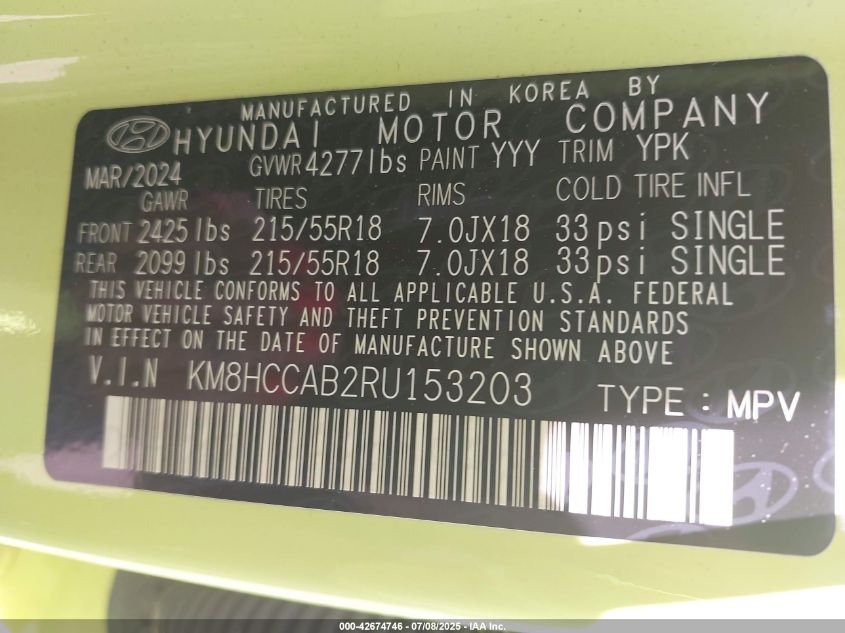 MANUFACTURED IN KOREA BY
HYUNDAI MOTOR COMPANY
MAR/2024 GVWR 4277lbs PAINT YYY TRIM YPK
GAWR TIRES RIMS COLD TIRE INFL
FRONT 2425lbs 215/55R18 7.0JX18 33psi SINGLE
REAR 2099lbs 215/55R18 7.0JX18 33psi SINGLE
THIS VEHICLE CONFORMS TO ALL APPLICABLE U.S.A. FEDERAL
MOTOR VEHICLE SAFETY AND THEFT PREVENTION STANDARDS
IN EFFECT ON THE DATE OF MANUFACTURE SHOWN ABOVE
V.I.N KM8HCCAB2RU153203 TYPE : MPV
000-42674746 - 07/08/2025 - IAA Inc.